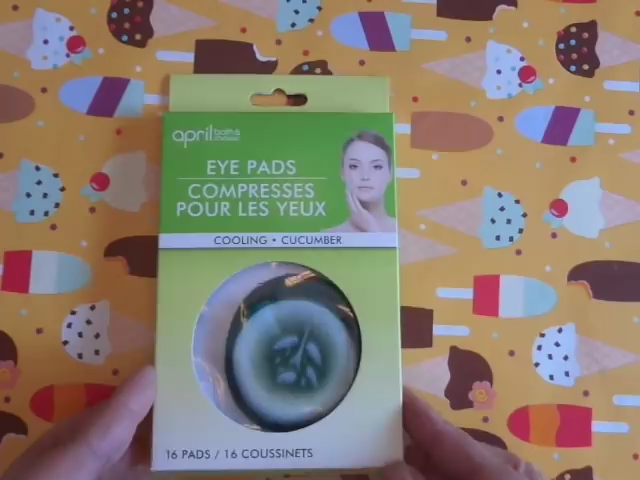 april bath & shower
EYE PADS
COMPRESSES
POUR LES YEUX
COOLING • CUCUMBER
16 PADS / 16 COUSSINETS